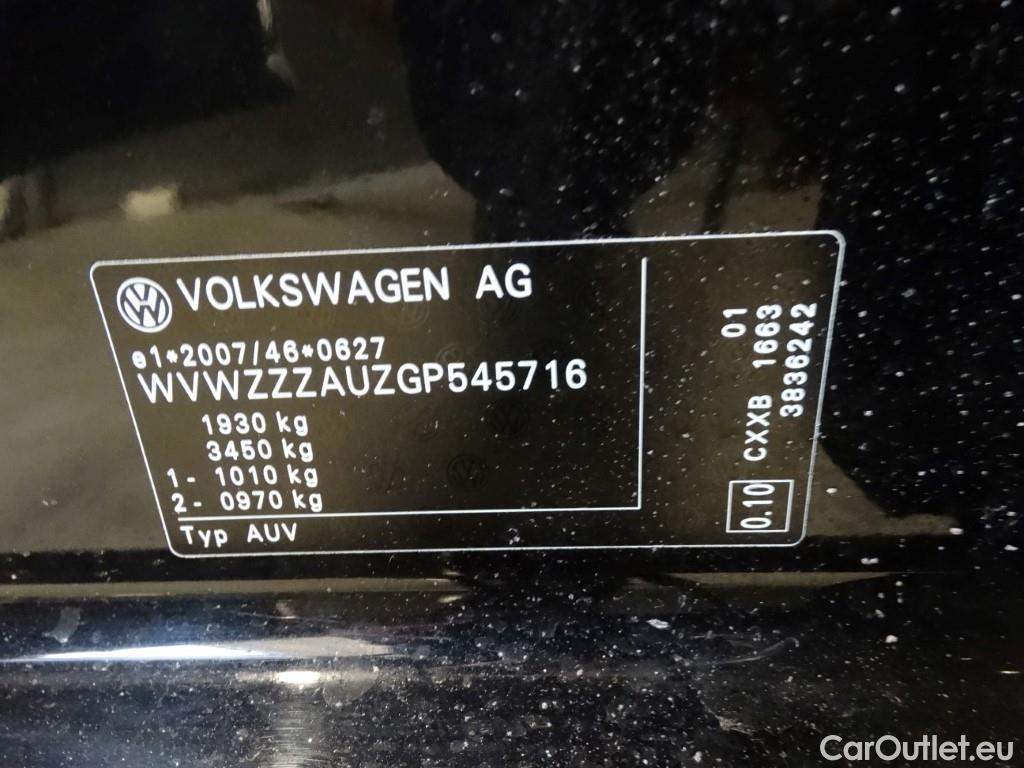 VOLKSWAGEN AG
e1*2007/46*0627
WVWZZZAUZGP545716
1930 kg
3450 kg
1- 1010 kg
2- 0970 kg
Typ AUV
01
0.10 CXXB 1663
3836242
CarOutlet.eu